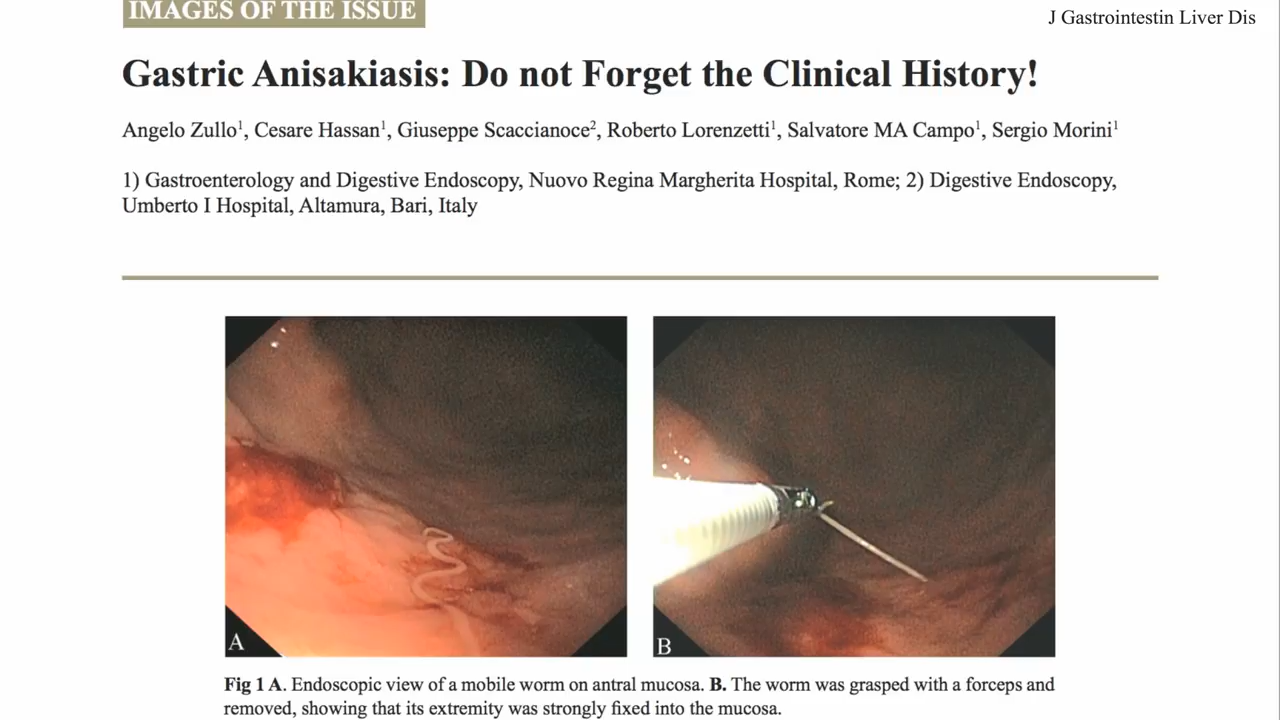 IMAGES OF THE ISSUE
J Gastrointestin Liver Dis
Gastric Anisakiasis: Do not Forget the Clinical History!
Angelo Zullo1, Cesare Hassan1, Giuseppe Scaccianoce2, Roberto Lorenzetti1, Salvatore MA Campo1, Sergio Morini1
1) Gastroenterology and Digestive Endoscopy, Nuovo Regina Margherita Hospital, Rome; 2) Digestive Endoscopy,
Umberto I Hospital, Altamura, Bari, Italy
A
B
Fig 1 A. Endoscopic view of a mobile worm on antral mucosa. B. The worm was grasped with a forceps and
removed, showing that its extremity was strongly fixed into the mucosa.